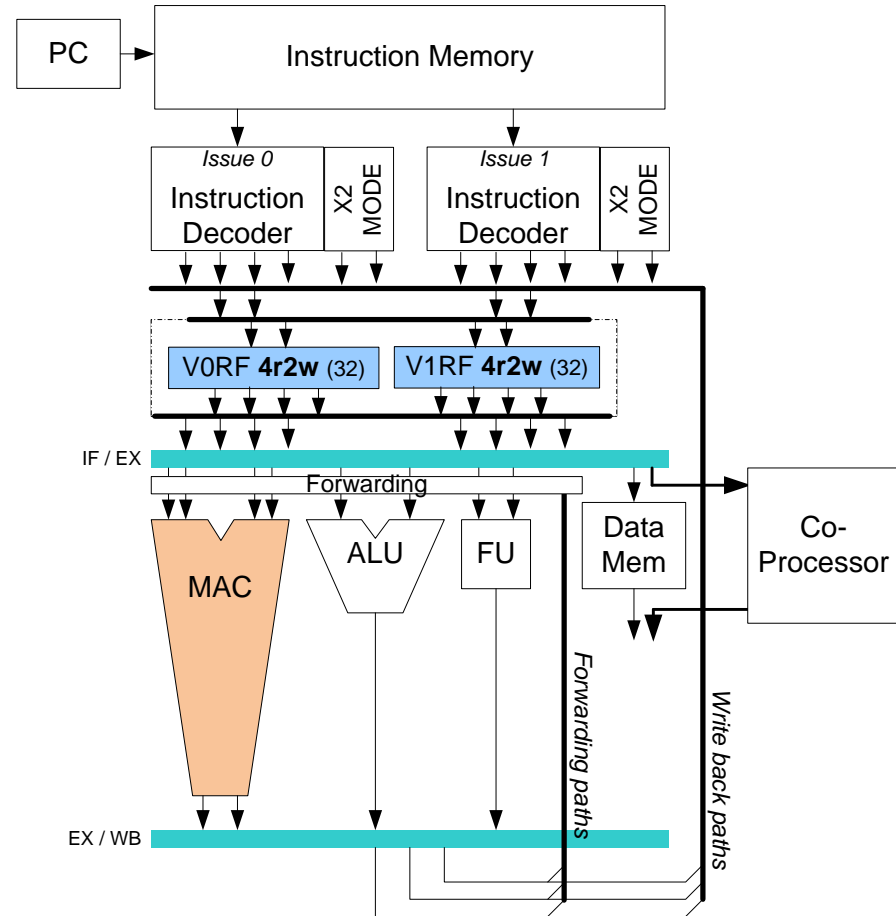 PC
Instruction Memory
Issue 0
Instruction
Decoder
X2
MODE
Issue 1
Instruction
Decoder
X2
MODE
V0RF 4r2w (32)
V1RF 4r2w (32)
IF / EX
Forwarding
MAC
ALU
FU
Data
Mem
Co-
Processor
Forwarding paths
Write back paths
EX / WB